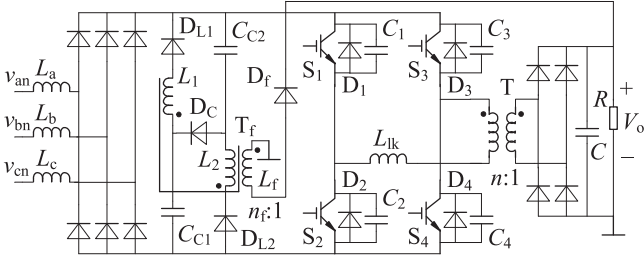 D_L1 C_C2 C_1 C_3
v_an L_a L_1 D_f S_1 D_1 S_3 D_3 T R + V_o −
v_bn L_b D_C T_f L_lk C
v_cn L_c L_2 L_f n:1
D_2 D_4
C_C1 n_f:1 S_2 C_2 S_4 C_4
D_L2